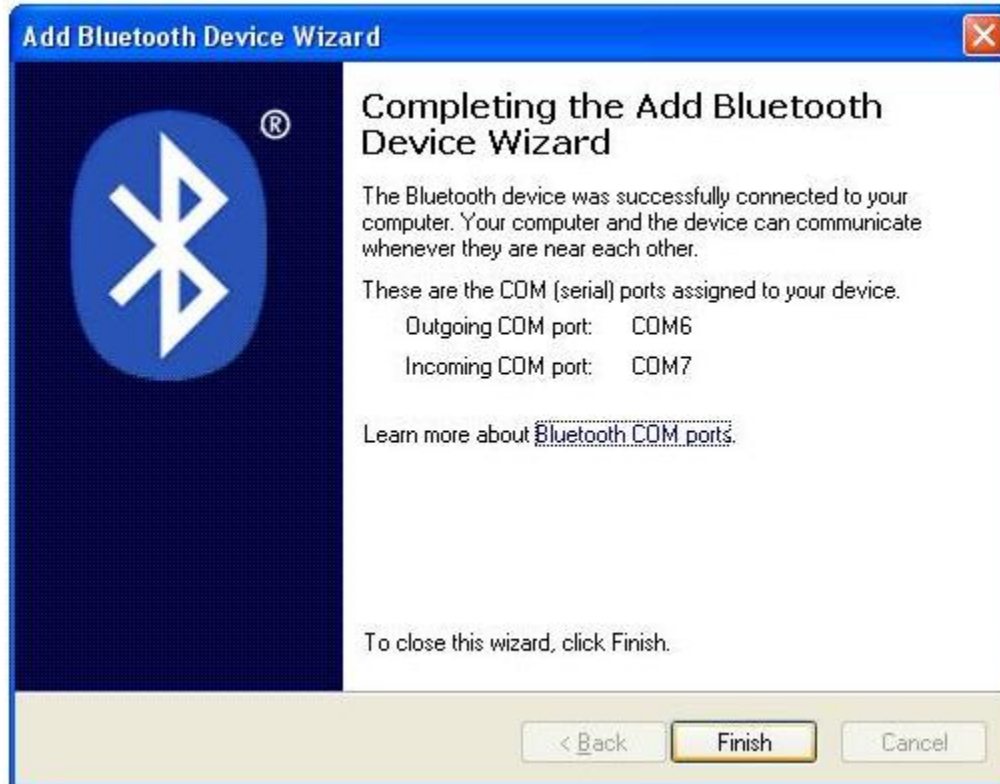 Add Bluetooth Device Wizard
®
Completing the Add Bluetooth
Device Wizard
The Bluetooth device was successfully connected to your
computer. Your computer and the device can communicate
whenever they are near each other.
These are the COM (serial) ports assigned to your device.
Outgoing COM port: COM6
Incoming COM port: COM7
Learn more about Bluetooth COM ports.
To close this wizard, click Finish.
< Back Finish Cancel